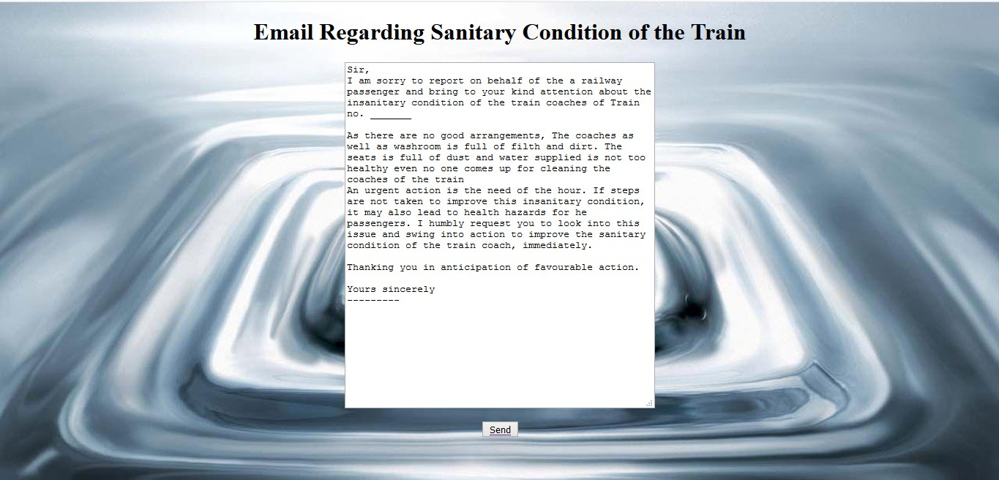 Email Regarding Sanitary Condition of the Train
Sir,
I am sorry to report on behalf of the a railway
passenger and bring to your kind attention about the
insanitary condition of the train coaches of Train
no. _______
As there are no good arrangements, The coaches as
well as washroom is full of filth and dirt. The
seats is full of dust and water supplied is not too
healthy even no one comes up for cleaning the
coaches of the train
An urgent action is the need of the hour. If steps
are not taken to improve this insanitary condition,
it may also lead to health hazards for he
passengers. I humbly request you to look into this
issue and swing into action to improve the sanitary
condition of the train coach, immediately.
Thanking you in anticipation of favourable action.
Yours sincerely
---------
Send